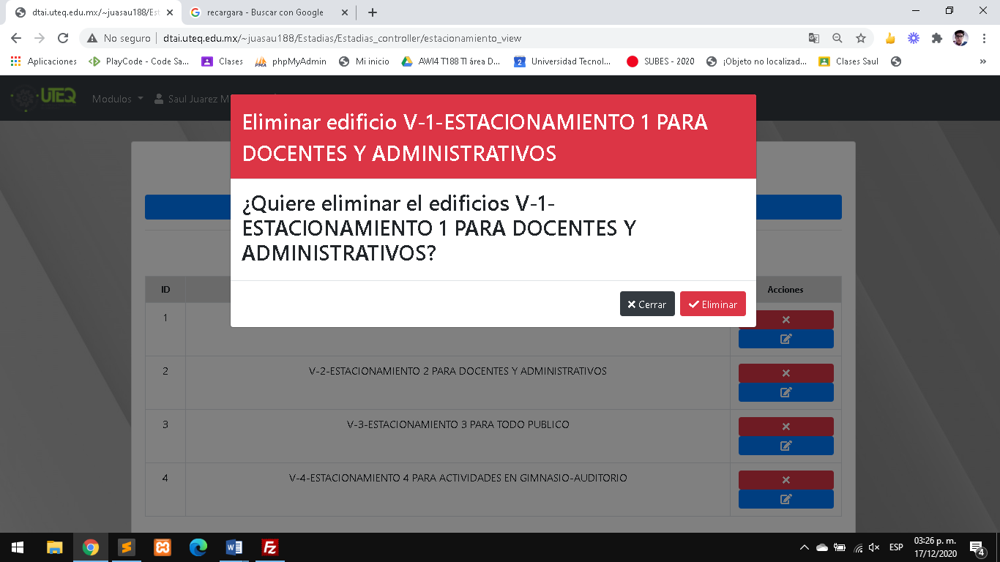 dtai.uteq.edu.mx/~juasau188/Est
recargara - Buscar con Google
No seguro
dtai.uteq.edu.mx/~juasau188/Estadias/Estadias_controller/estacionamiento_view
Aplicaciones
PlayCode - Code Sa...
Clases
phpMyAdmin
Mi inicio
AWI4 T188 TI área D...
Universidad Tecnol...
SUBES - 2020
¡Objeto no localizad...
Clases Saul
UTEQ
Modulos
Saul Juarez M
Eliminar edificio V-1-ESTACIONAMIENTO 1 PARA
DOCENTES Y ADMINISTRATIVOS
¿Quiere eliminar el edificios V-1-
ESTACIONAMIENTO 1 PARA DOCENTES Y
ADMINISTRATIVOS?
Cerrar
Eliminar
ID
Acciones
1
2
V-2-ESTACIONAMIENTO 2 PARA DOCENTES Y ADMINISTRATIVOS
3
V-3-ESTACIONAMIENTO 3 PARA TODO PUBLICO
4
V-4-ESTACIONAMIENTO 4 PARA ACTIVIDADES EN GIMNASIO-AUDITORIO
ESP
03:26 p. m.
17/12/2020
4